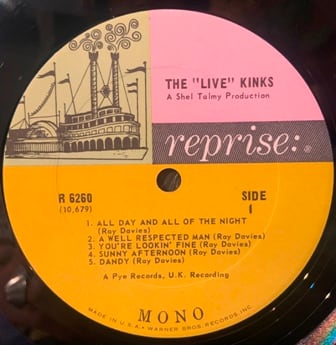 THE "LIVE" KINKS
A Shel Talmy Production
reprise:®
R 6260
(10,679)
SIDE
1
1. ALL DAY AND ALL OF THE NIGHT
(Ray Davies)
2. A WELL RESPECTED MAN (Ray Davies)
3. YOU'RE LOOKIN' FINE (Ray Davies)
4. SUNNY AFTERNOON (Ray Davies)
5. DANDY (Ray Davies)
A Pye Records, U.K. Recording
MONO
MADE IN U.S.A. • WARNER BROS. RECORDS, INC.